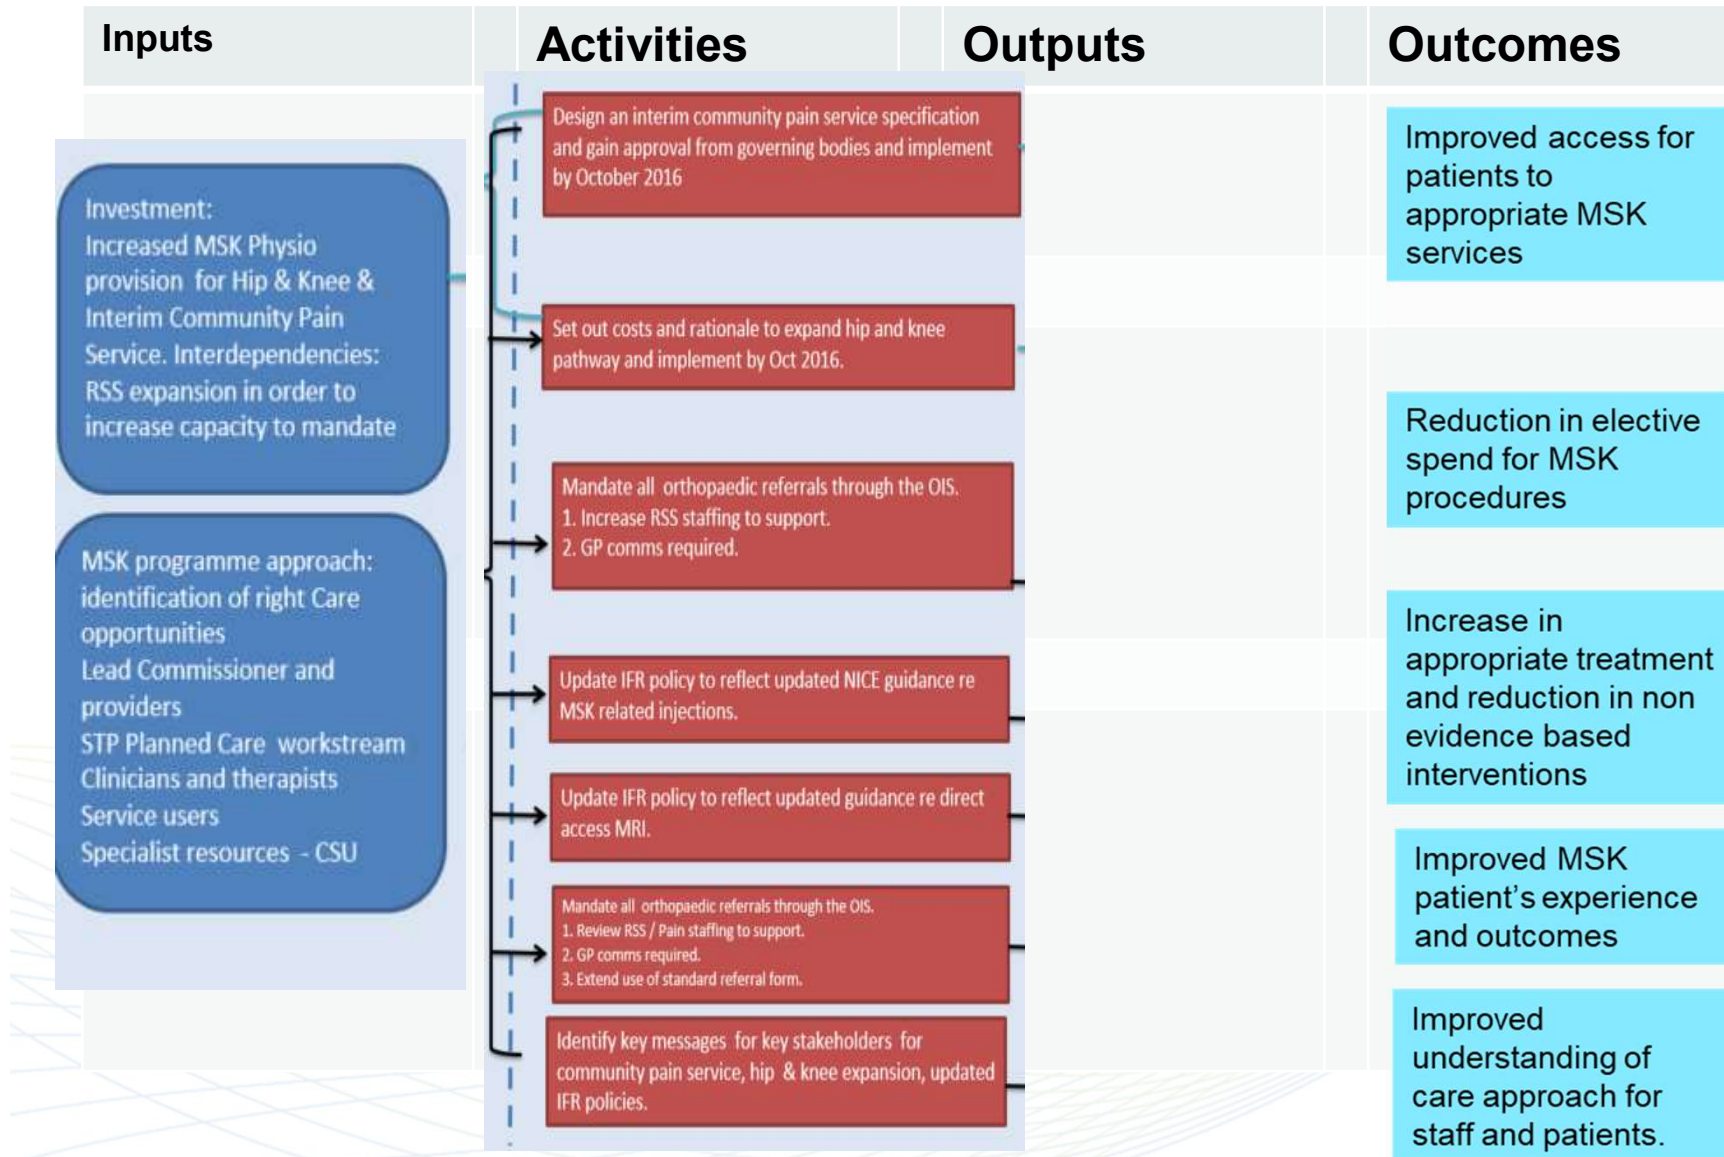 Inputs
Activities
Outputs
Outcomes
Investment:
Increased MSK Physio
provision for Hip & Knee &
Interim Community Pain
Service. Interdependencies:
RSS expansion in order to
increase capacity to mandate
MSK programme approach:
identification of right Care
opportunities
Lead Commissioner and
providers
STP Planned Care workstream
Clinicians and therapists
Service users
Specialist resources - CSU
Design an interim community pain service specification
and gain approval from governing bodies and implement
by October 2016
Set out costs and rationale to expand hip and knee
pathway and implement by Oct 2016.
Mandate all orthopaedic referrals through the OIS.
1. Increase RSS staffing to support.
2. GP comms required.
Update IFR policy to reflect updated NICE guidance re
MSK related injections.
Update IFR policy to reflect updated guidance re direct
access MRI.
Mandate all orthopaedic referrals through the OIS.
1. Review RSS / Pain staffing to support.
2. GP comms required.
3. Extend use of standard referral form.
Identify key messages for key stakeholders for
community pain service, hip & knee expansion, updated
IFR policies.
Improved access for
patients to
appropriate MSK
services
Reduction in elective
spend for MSK
procedures
Increase in
appropriate treatment
and reduction in non
evidence based
interventions
Improved MSK
patient's experience
and outcomes
Improved
understanding of
care approach for
staff and patients.